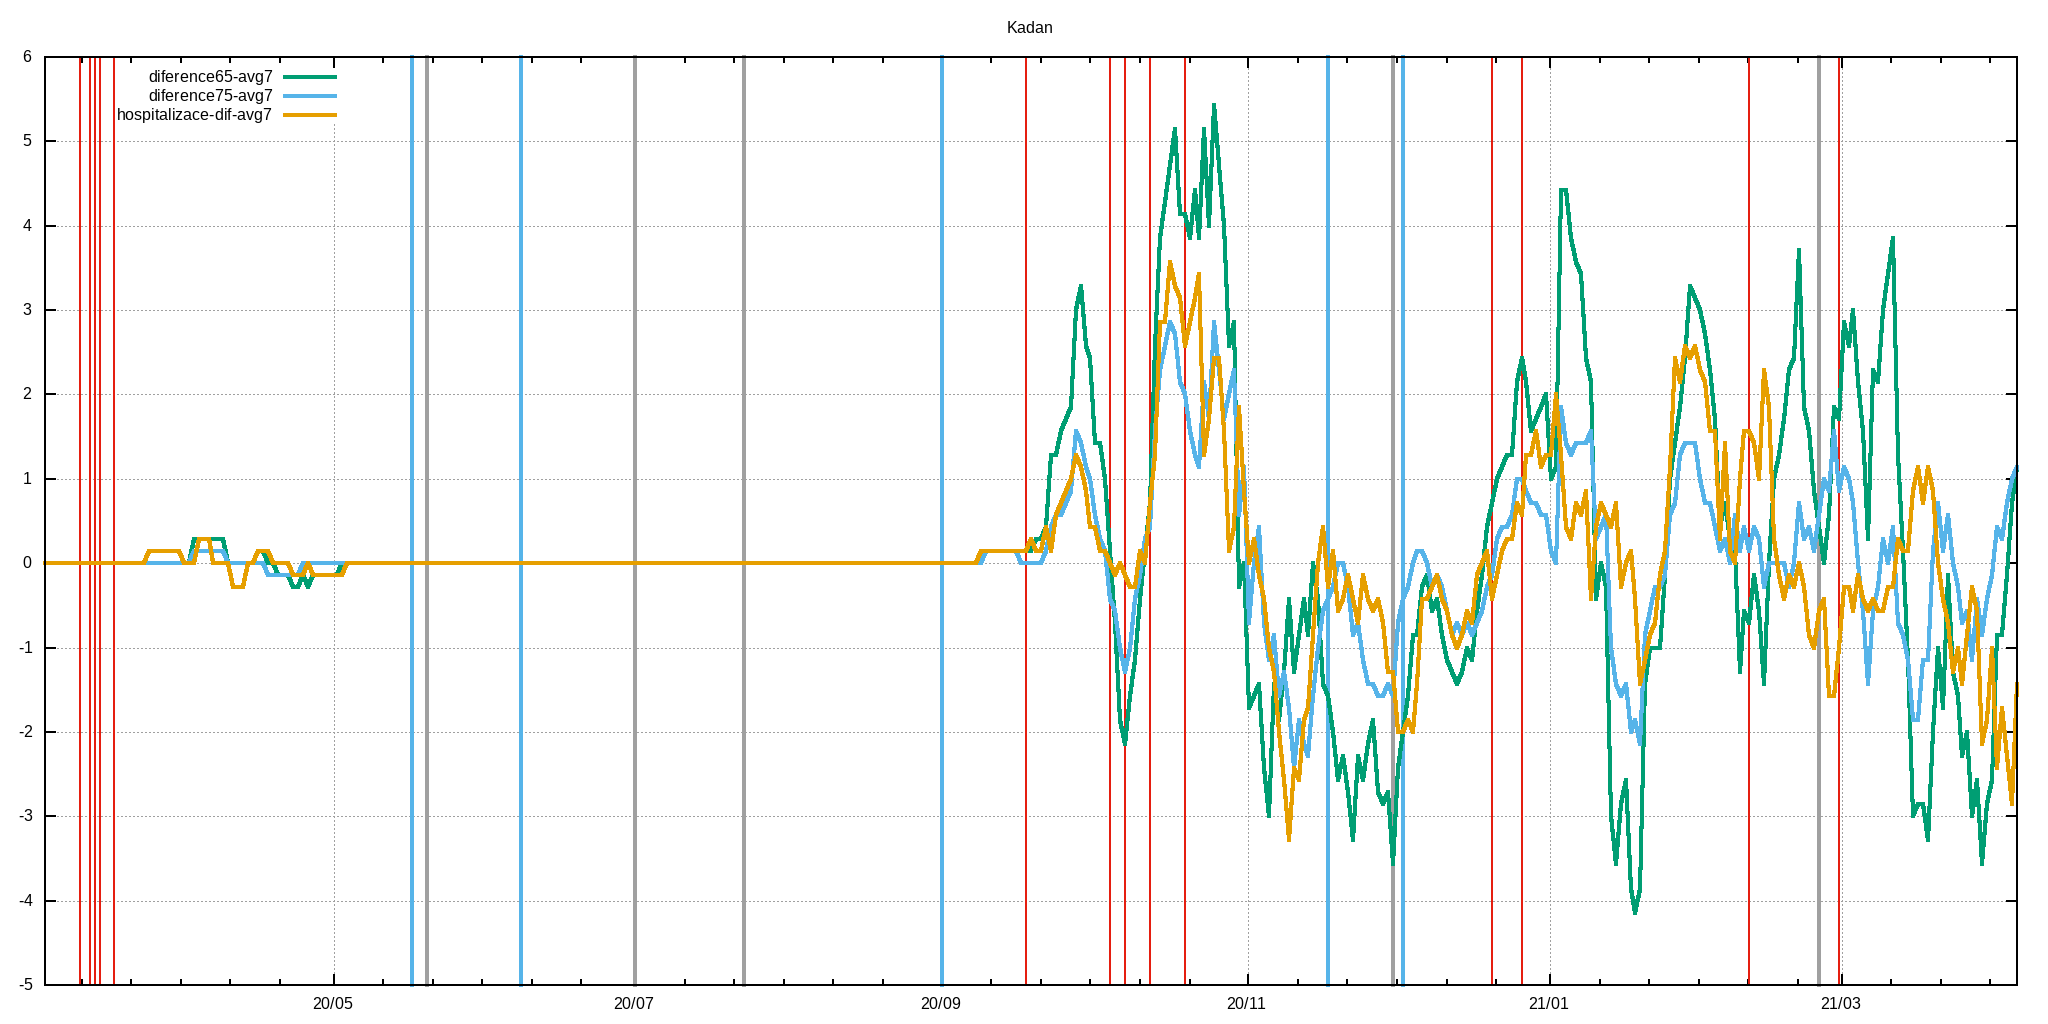 Kadan
6
diference65-avg7
diference75-avg7
hospitalizace-dif-avg7
5
4
3
2
1
0
-1
-2
-3
-4
-5
20/05 20/07 20/09 20/11 21/01 21/03